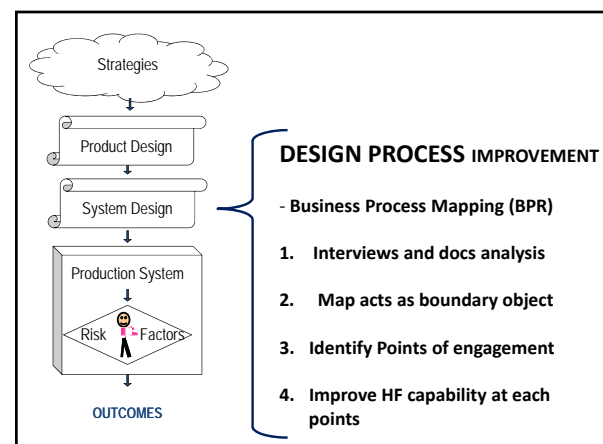 Strategies
Product Design
System Design
Production System
Risk Factors
OUTCOMES
DESIGN PROCESS IMPROVEMENT
- Business Process Mapping (BPR)
1. Interviews and docs analysis
2. Map acts as boundary object
3. Identify Points of engagement
4. Improve HF capability at each
points